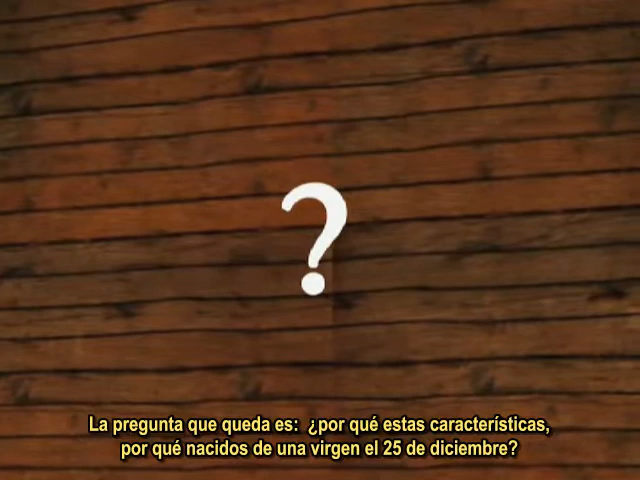 ?
La pregunta que queda es:  ¿por qué estas características,
por qué nacidos de una virgen el 25 de diciembre?